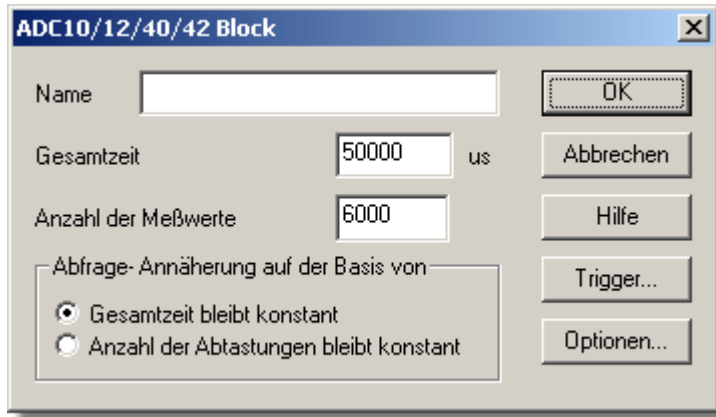 ADC10/12/40/42 Block
Name
OK
Gesamtzeit 50000 us
Abbrechen
Anzahl der Meßwerte 6000
Hilfe
Abfrage- Annäherung auf der Basis von
Trigger...
Gesamtzeit bleibt konstant
Anzahl der Abtastungen bleibt konstant
Optionen...